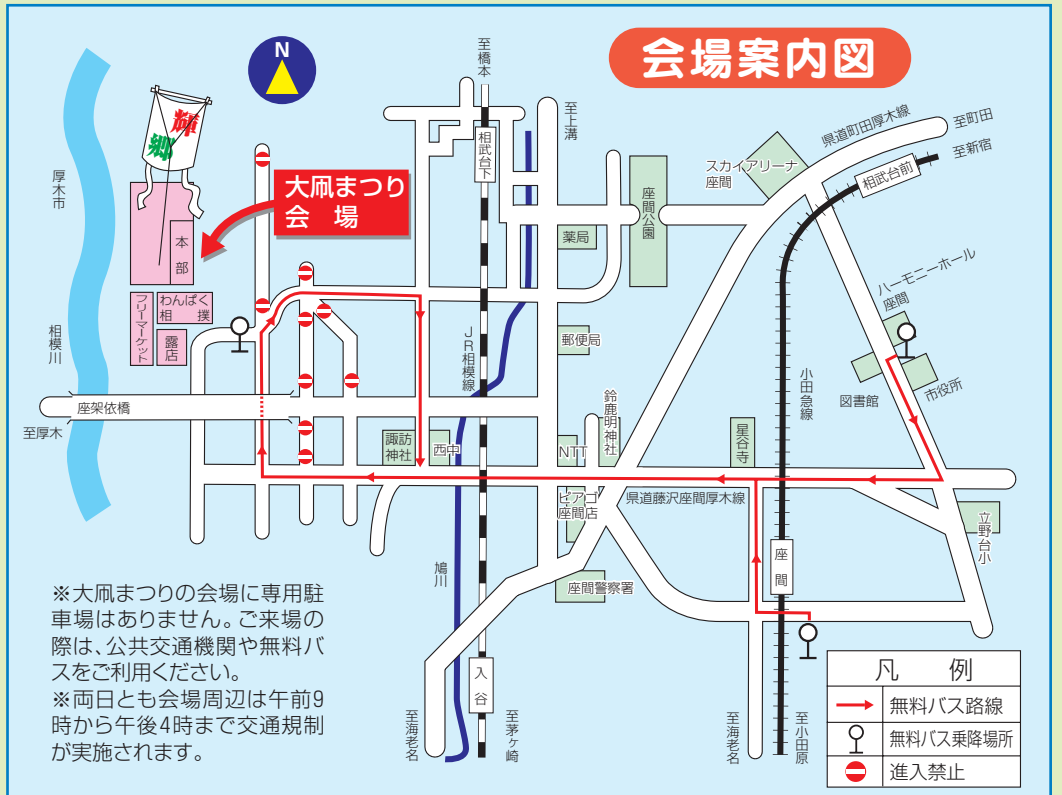 会場案内図
N
至橋本
至上溝
相武台下
県道町田厚木線
至町田
至新宿
相武台前
スカイアリーナ
座間
座間公園
薬局
厚木市
輝
郷
大凧まつり
会　場
本部
フリーマーケット
わんぱく
相　撲
露店
相模川
JR相模線
郵便局
小田急線
ハーモニーホール
座間
市役所
図書館
座架依橋
至厚木
諏訪
神社
西中
NTT
鈴鹿明神社
星谷寺
ピアゴ
座間店
県道藤沢座間厚木線
立野台小
鳩川
座間警察署
座間
入谷
至海老名
至茅ヶ崎
至海老名
至小田原
※大凧まつりの会場に専用駐
車場はありません。ご来場の
際は、公共交通機関や無料バ
スをご利用ください。
※両日とも会場周辺は午前9
時から午後4時まで交通規制
が実施されます。
凡　例
無料バス路線
無料バス乗降場所
進入禁止